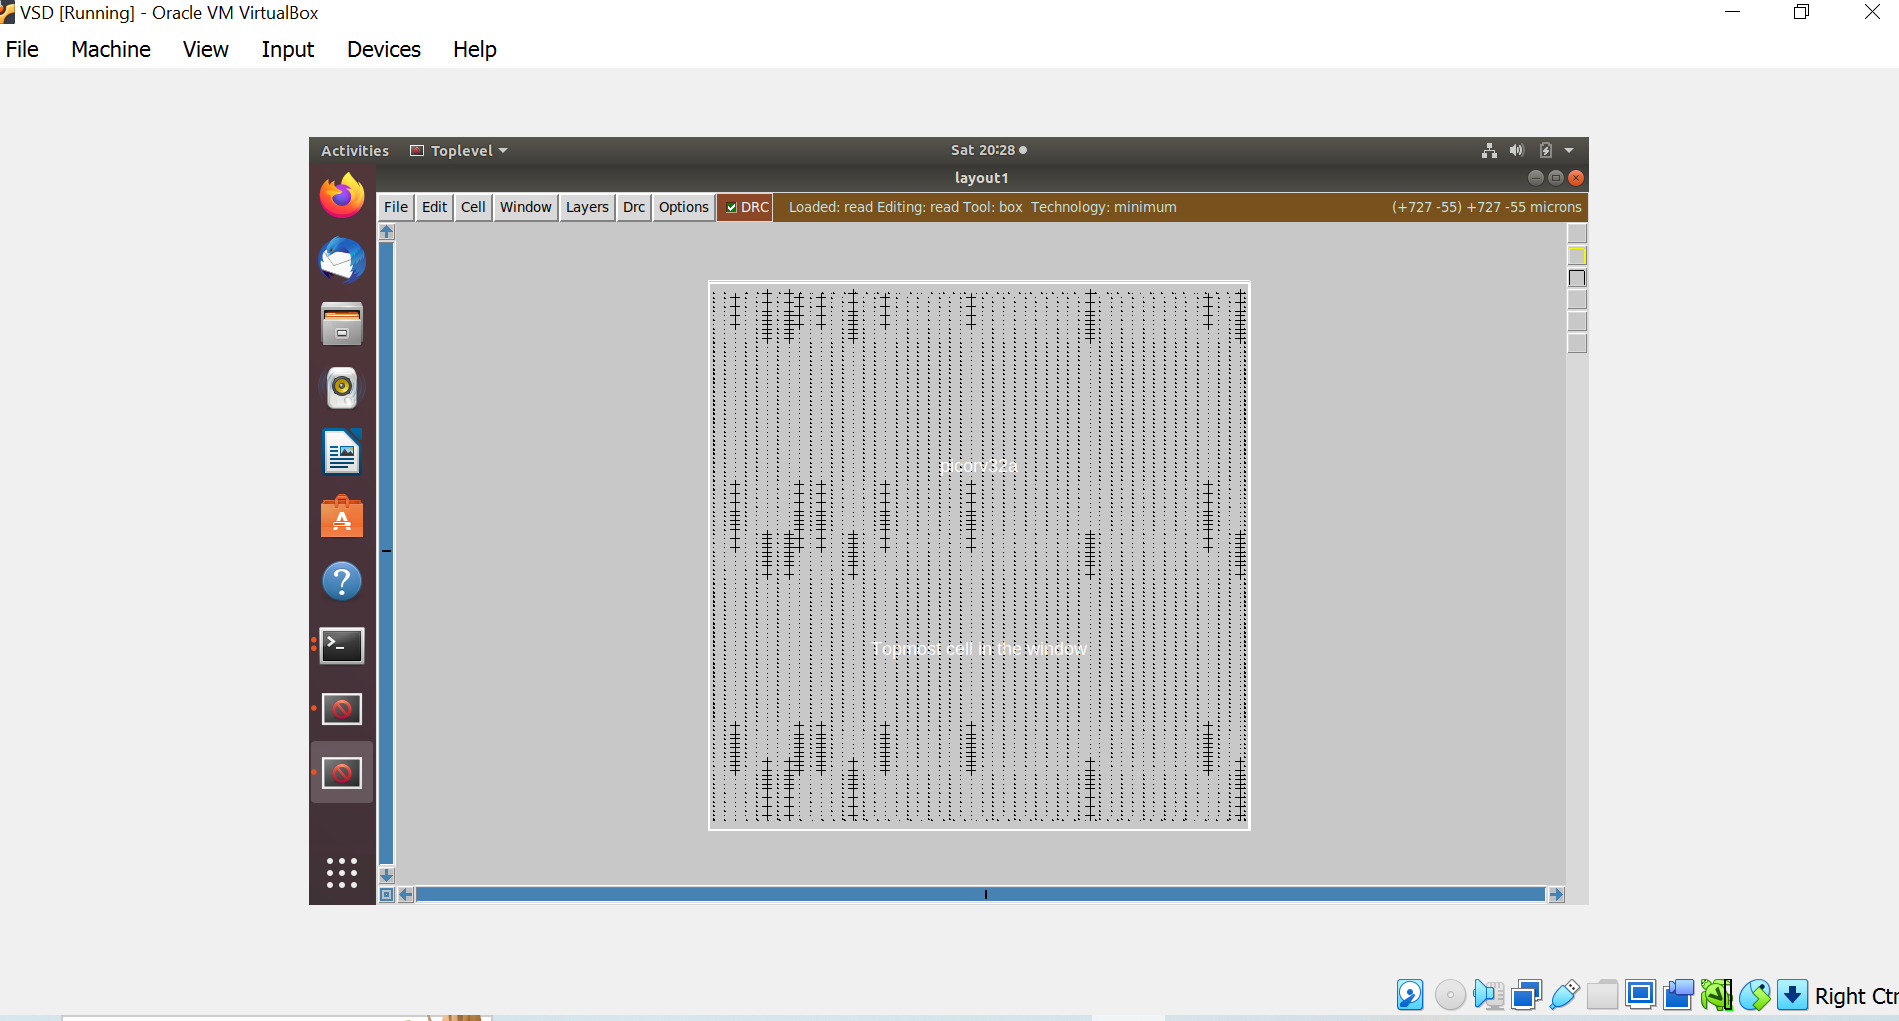 VSD [Running] - Oracle VM VirtualBox
File Machine View Input Devices Help
Activities Toplevel Sat 20:28
layout1
File Edit Cell Window Layers Drc Options DRC Loaded: read Editing: read Tool: box Technology: minimum (+727 -55) +727 -55 microns
picorv32a
Topmost cell in the window
Right Ctr